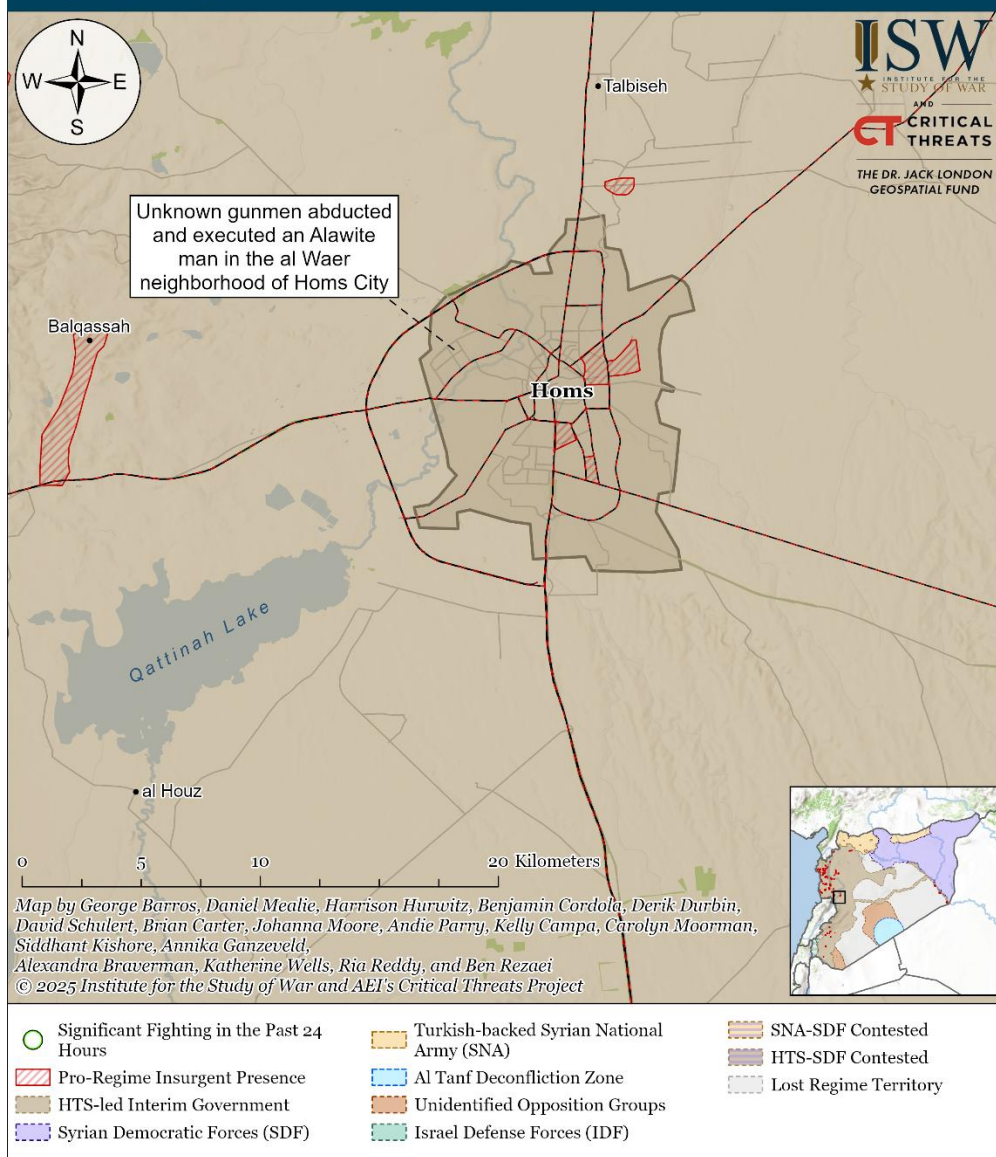 N
W
E
S
ISW
INSTITUTE FOR THE
STUDY OF WAR
AND
CT CRITICAL
THREATS
THE DR. JACK LONDON
GEOSPATIAL FUND
Talbiseh
Unknown gunmen abducted
and executed an Alawite
man in the al Waer
neighborhood of Homs City
Balqassah
Homs
Qattinah Lake
al Houz
0 5 10 20 Kilometers
Map by George Barros, Daniel Mealie, Harrison Hurwitz, Benjamin Cordola, Derik Durbin,
David Schulert, Brian Carter, Johanna Moore, Andie Parry, Kelly Campa, Carolyn Moorman,
Siddhant Kishore, Annika Ganzeveld,
Alexandra Braverman, Katherine Wells, Ria Reddy, and Ben Rezaei
© 2025 Institute for the Study of War and AEI's Critical Threats Project
Significant Fighting in the Past 24
Hours
Pro-Regime Insurgent Presence
HTS-led Interim Government
Syrian Democratic Forces (SDF)
Turkish-backed Syrian National
Army (SNA)
Al Tanf Deconfliction Zone
Unidentified Opposition Groups
Israel Defense Forces (IDF)
SNA-SDF Contested
HTS-SDF Contested
Lost Regime Territory